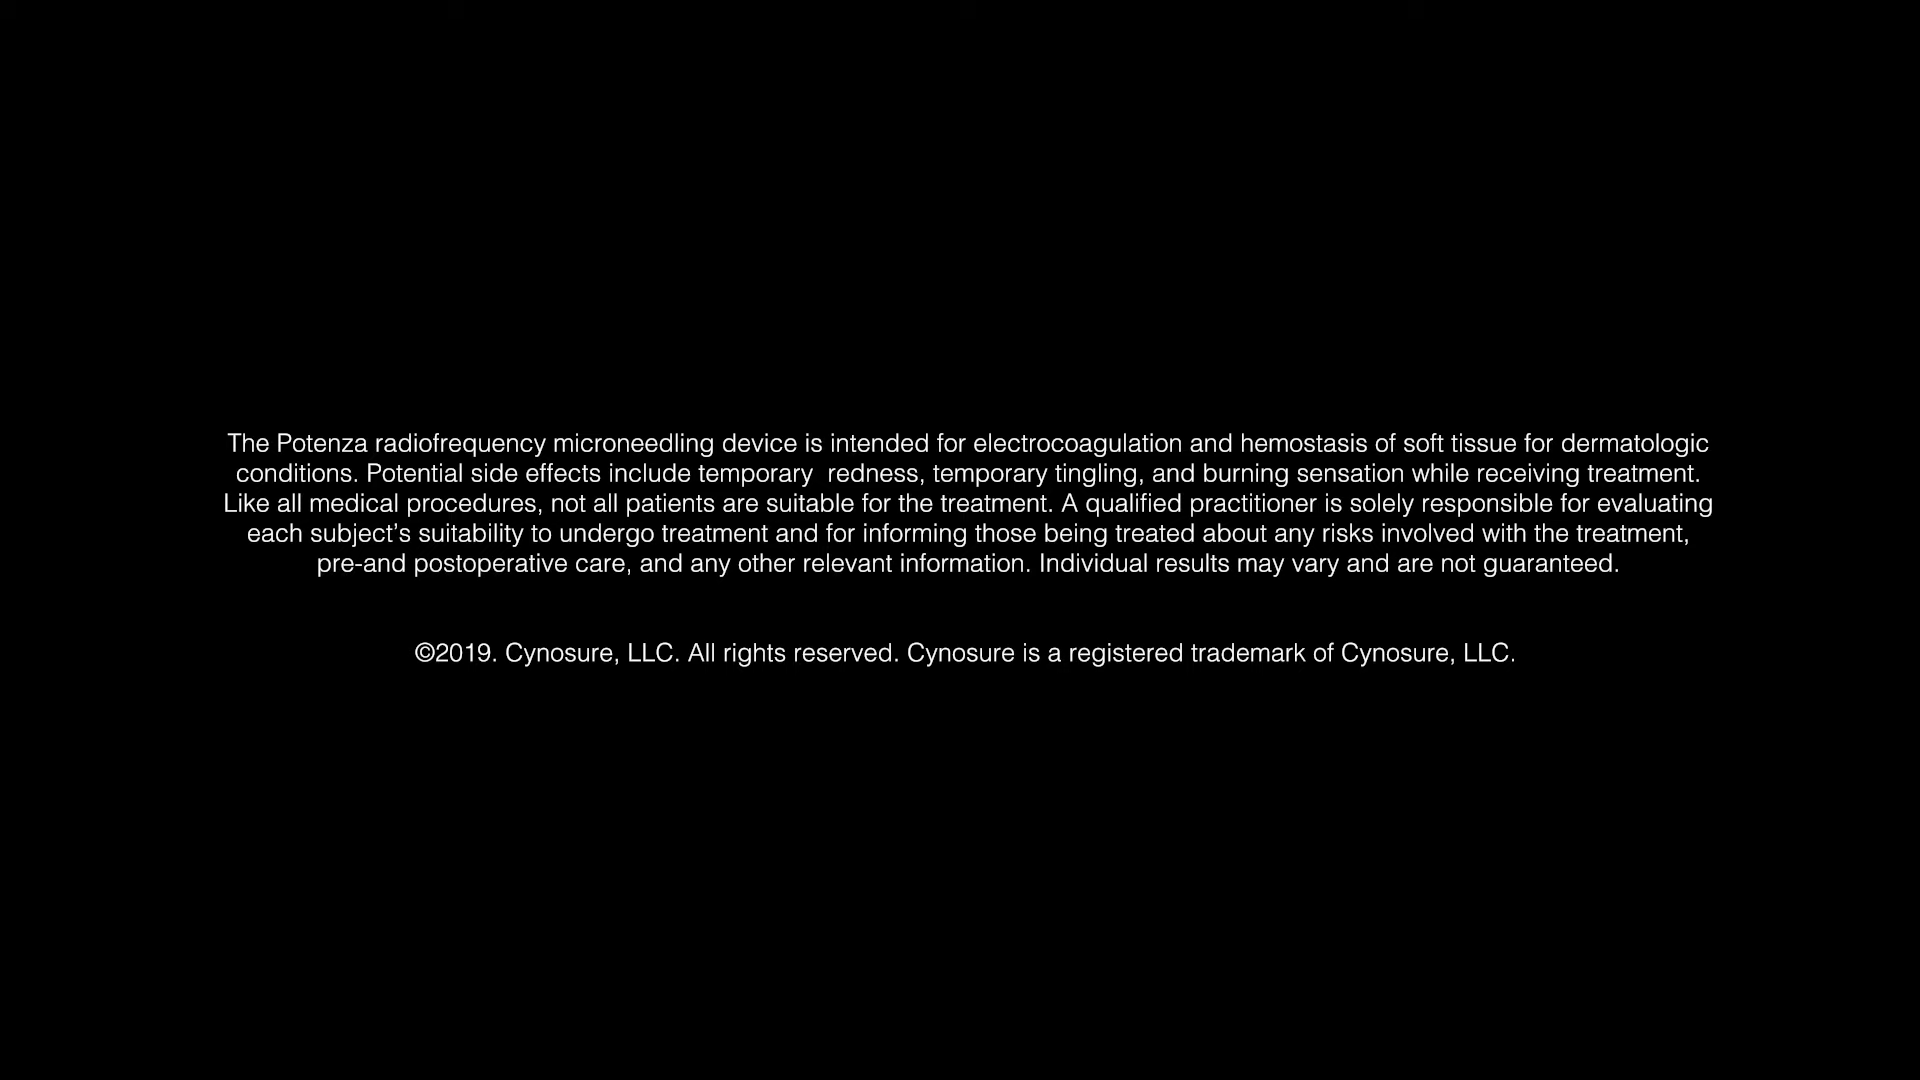 The Potenza radiofrequency microneedling device is intended for electrocoagulation and hemostasis of soft tissue for dermatologic
conditions. Potential side effects include temporary  redness, temporary tingling, and burning sensation while receiving treatment.
Like all medical procedures, not all patients are suitable for the treatment. A qualified practitioner is solely responsible for evaluating
each subject’s suitability to undergo treatment and for informing those being treated about any risks involved with the treatment,
pre-and postoperative care, and any other relevant information. Individual results may vary and are not guaranteed.
©2019. Cynosure, LLC. All rights reserved. Cynosure is a registered trademark of Cynosure, LLC.